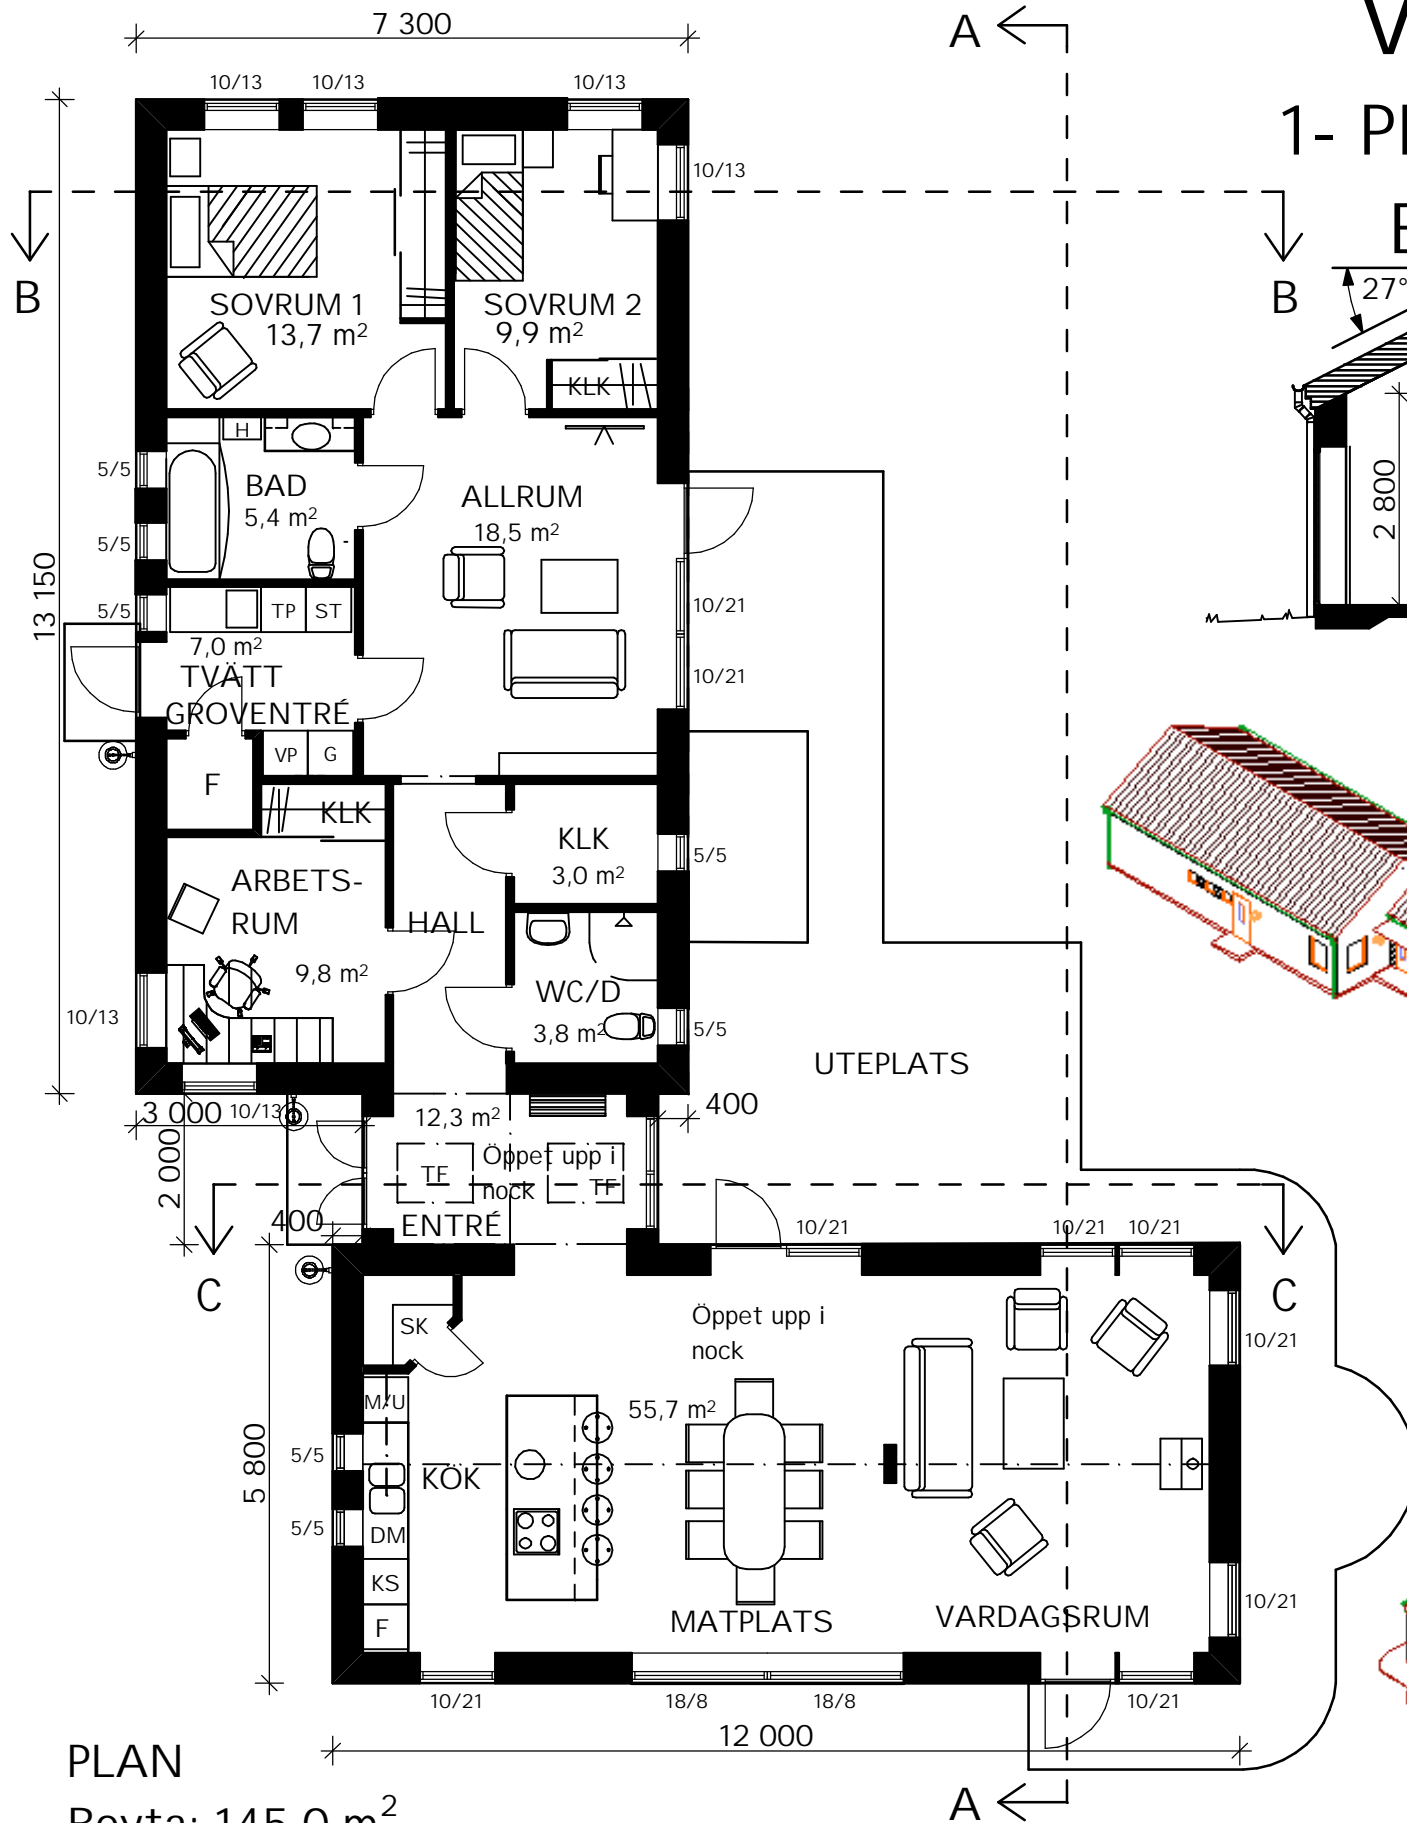 7 300
A
10/13
10/13
10/13
10/13
13 150
B
B
27°
SOVRUM 1
13,7 m²
SOVRUM 2
9,9 m²
KLK
2 800
H
5/5
BAD
5,4 m²
ALLRUM
18,5 m²
5/5
5/5
TP
ST
10/21
7,0 m²
TVÄTT
GROVENTRÉ
10/21
VP
G
F
KLK
KLK
3,0 m²
5/5
ARBETS-
RUM
9,8 m²
HALL
WC/D
3,8 m²
10/13
5/5
UTEPLATS
3 000
10/13
12,3 m²
400
2 000
Öppet upp i
nock
TF
TF
400
ENTRÉ
10/21
10/21
10/21
C
C
SK
Öppet upp i
nock
10/21
M/U
55,7 m²
5 800
5/5
KÖK
5/5
DM
KS
F
MATPLATS
VARDAGSRUM
10/21
10/21
18/8
18/8
10/21
12 000
PLAN
Boyta: 145,0 m²
A
1-